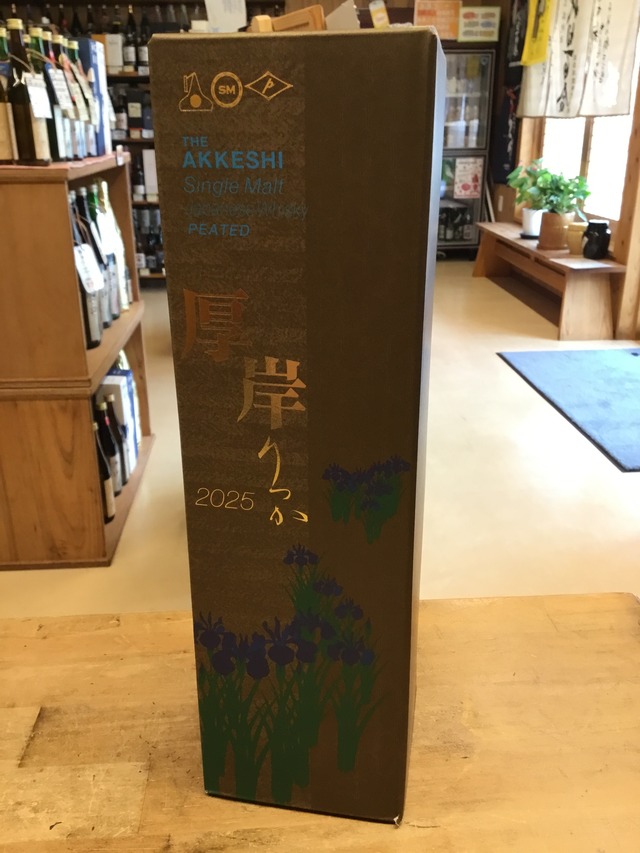 SM
P
THE
AKKESHI
Single Malt
PEATED
厚
岸
りっか
2025